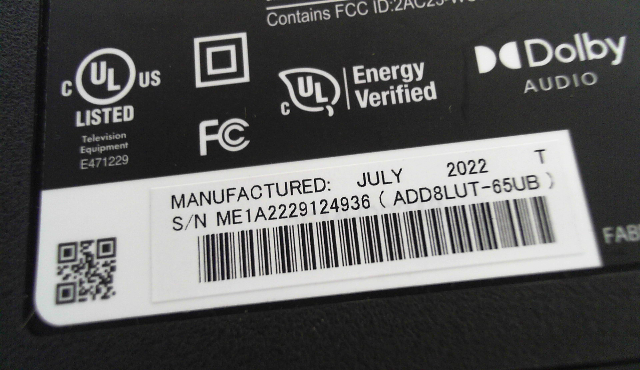 Contains FCC ID:2AC23-W
C UL US
LISTED
Television
Equipment
E471229
FC
C UL
Energy
Verified
Dolby
AUDIO
MANUFACTURED: JULY 2022 T
S/N ME1A2229124936 ( ADD8LUT-65UB )
FABR